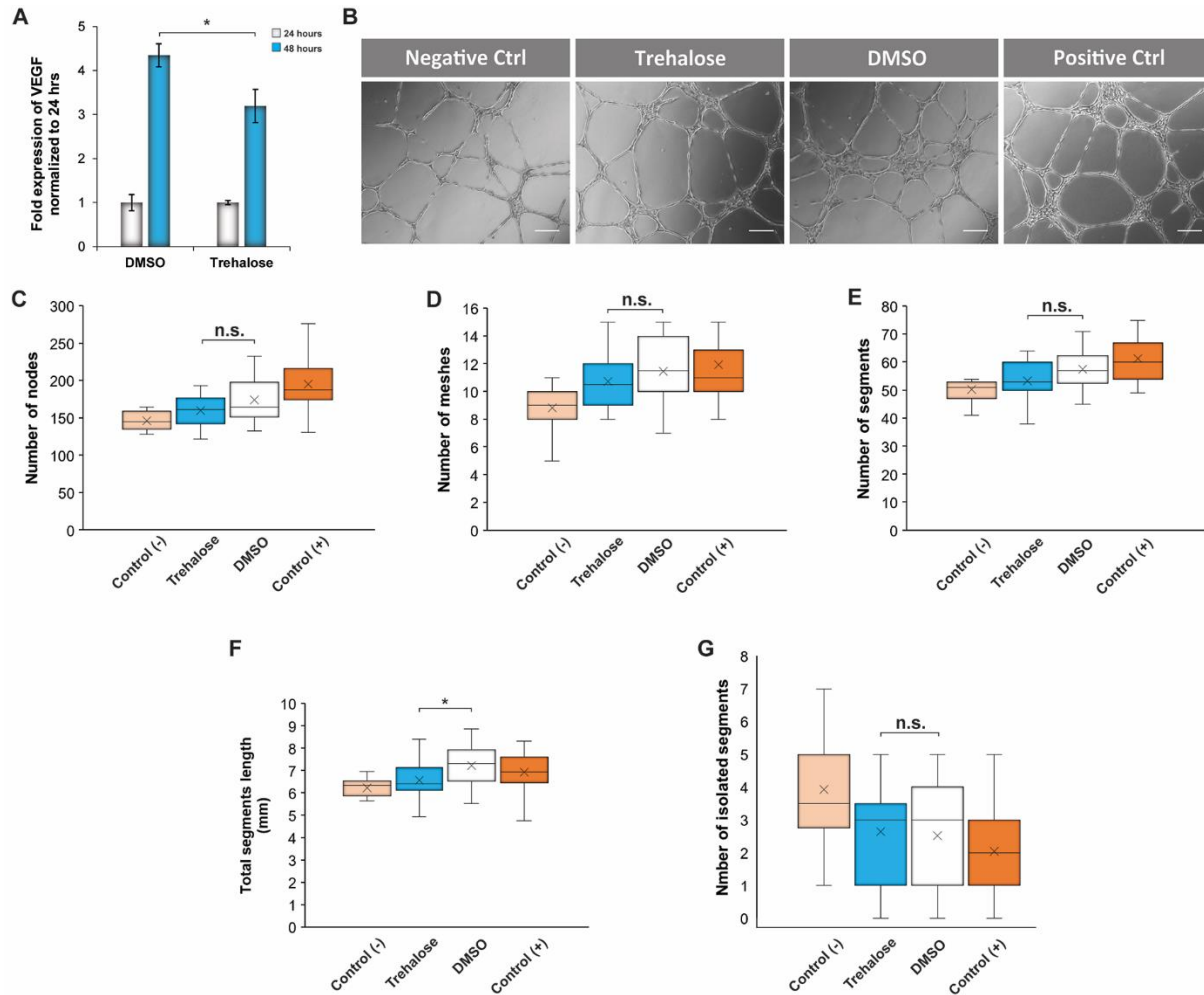 A
Fold expression of VEGF
normalized to 24 hrs
5
4
3
2
1
0
*
24 hours
48 hours
DMSO
Trehalose
B
Negative Ctrl
Trehalose
DMSO
Positive Ctrl
C
Number of nodes
300
250
200
150
100
50
0
n.s.
Control (-)
Trehalose
DMSO
Control (+)
D
Number of meshes
16
14
12
10
8
6
4
2
0
n.s.
Control (-)
Trehalose
DMSO
Control (+)
E
Number of segments
80
70
60
50
40
30
20
10
0
n.s.
Control (-)
Trehalose
DMSO
Control (+)
F
Total segments length
(mm)
10
9
8
7
6
5
4
3
2
1
0
*
Control (-)
Trehalose
DMSO
Control (+)
G
Nmber of isolated segments
8
7
6
5
4
3
2
1
0
n.s.
Control (-)
Trehalose
DMSO
Control (+)